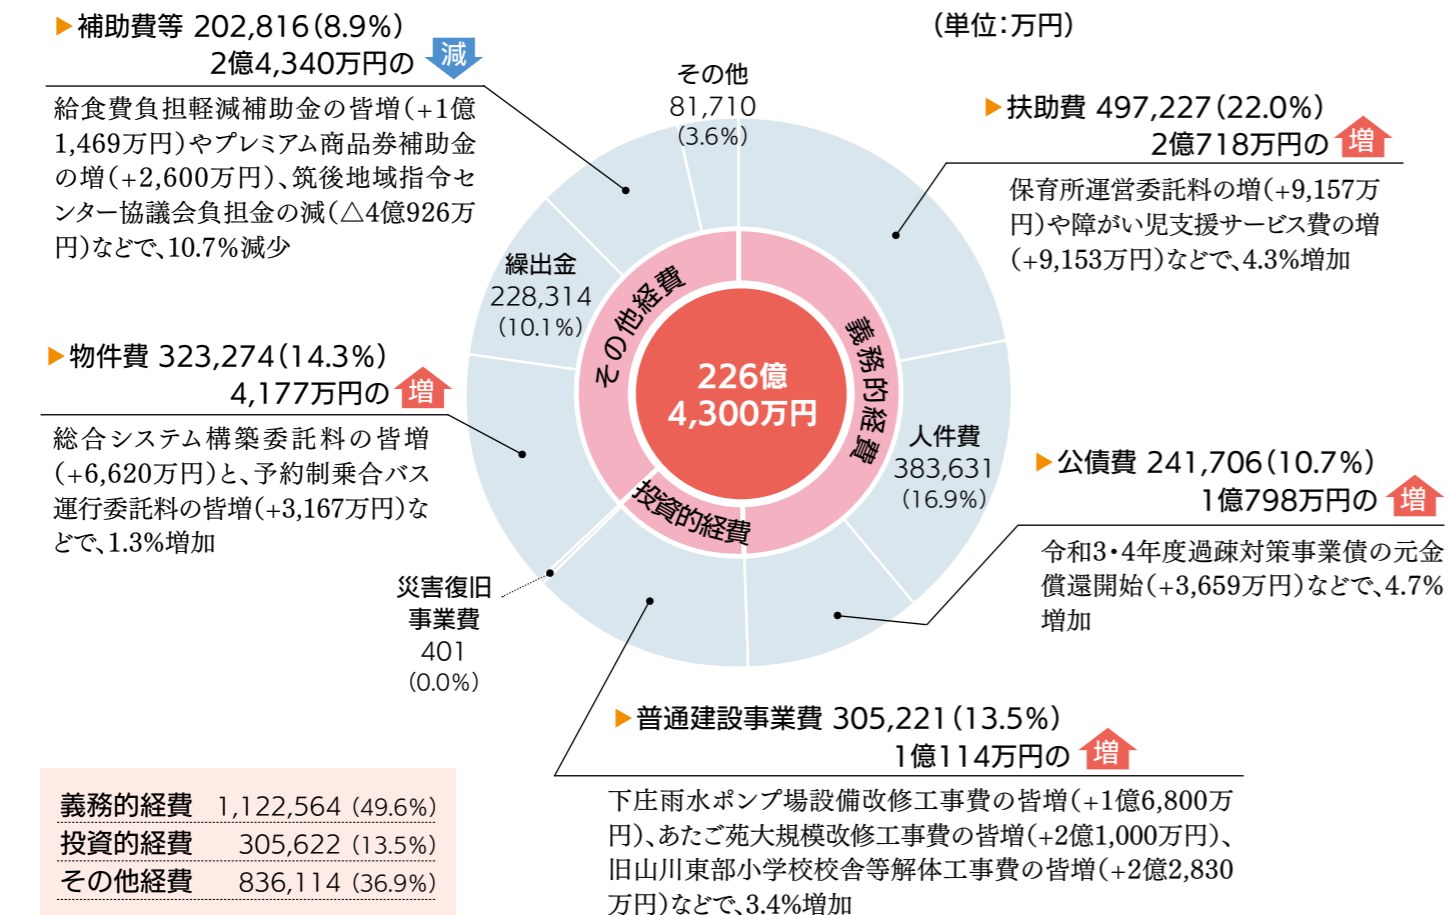 (単位：万円)
▶補助費等 202,816(8.9%)
2億4,340万円の 減
給食費負担軽減補助金の皆増(+1億
1,469万円)やプレミアム商品券補助金
の増(+2,600万円)、筑後地域指令セ
ンター協議会負担金の減(△4億926万
円)などで、10.7%減少
その他
81,710
(3.6%)
▶扶助費 497,227(22.0%)
2億718万円の 増
保育所運営委託料の増(+9,157万
円)や障がい児支援サービス費の増
(+9,153万円)などで、4.3%増加
繰出金
228,314
(10.1%)
その他経費
義務的経費
投資的経費
226億
4,300万円
▶物件費 323,274(14.3%)
4,177万円の 増
総合システム構築委託料の皆増
(+6,620万円)と、予約制乗合バス
運行委託料の皆増(+3,167万円)な
どで、1.3%増加
人件費
383,631
(16.9%)
▶公債費 241,706(10.7%)
1億798万円の 増
令和3・4年度過疎対策事業債の元金
償還開始(+3,659万円)などで、4.7%
増加
災害復旧
事業費
401
(0.0%)
▶普通建設事業費 305,221(13.5%)
1億114万円の 増
下庄雨水ポンプ場設備改修工事費の皆増(+1億6,800万
円)、あたご苑大規模改修工事費の皆増(+2億1,000万円)、
旧山川東部小学校校舎等解体工事費の皆増(+2億2,830
万円)などで、3.4%増加
義務的経費 1,122,564 (49.6%)
投資的経費 305,622 (13.5%)
その他経費 836,114 (36.9%)